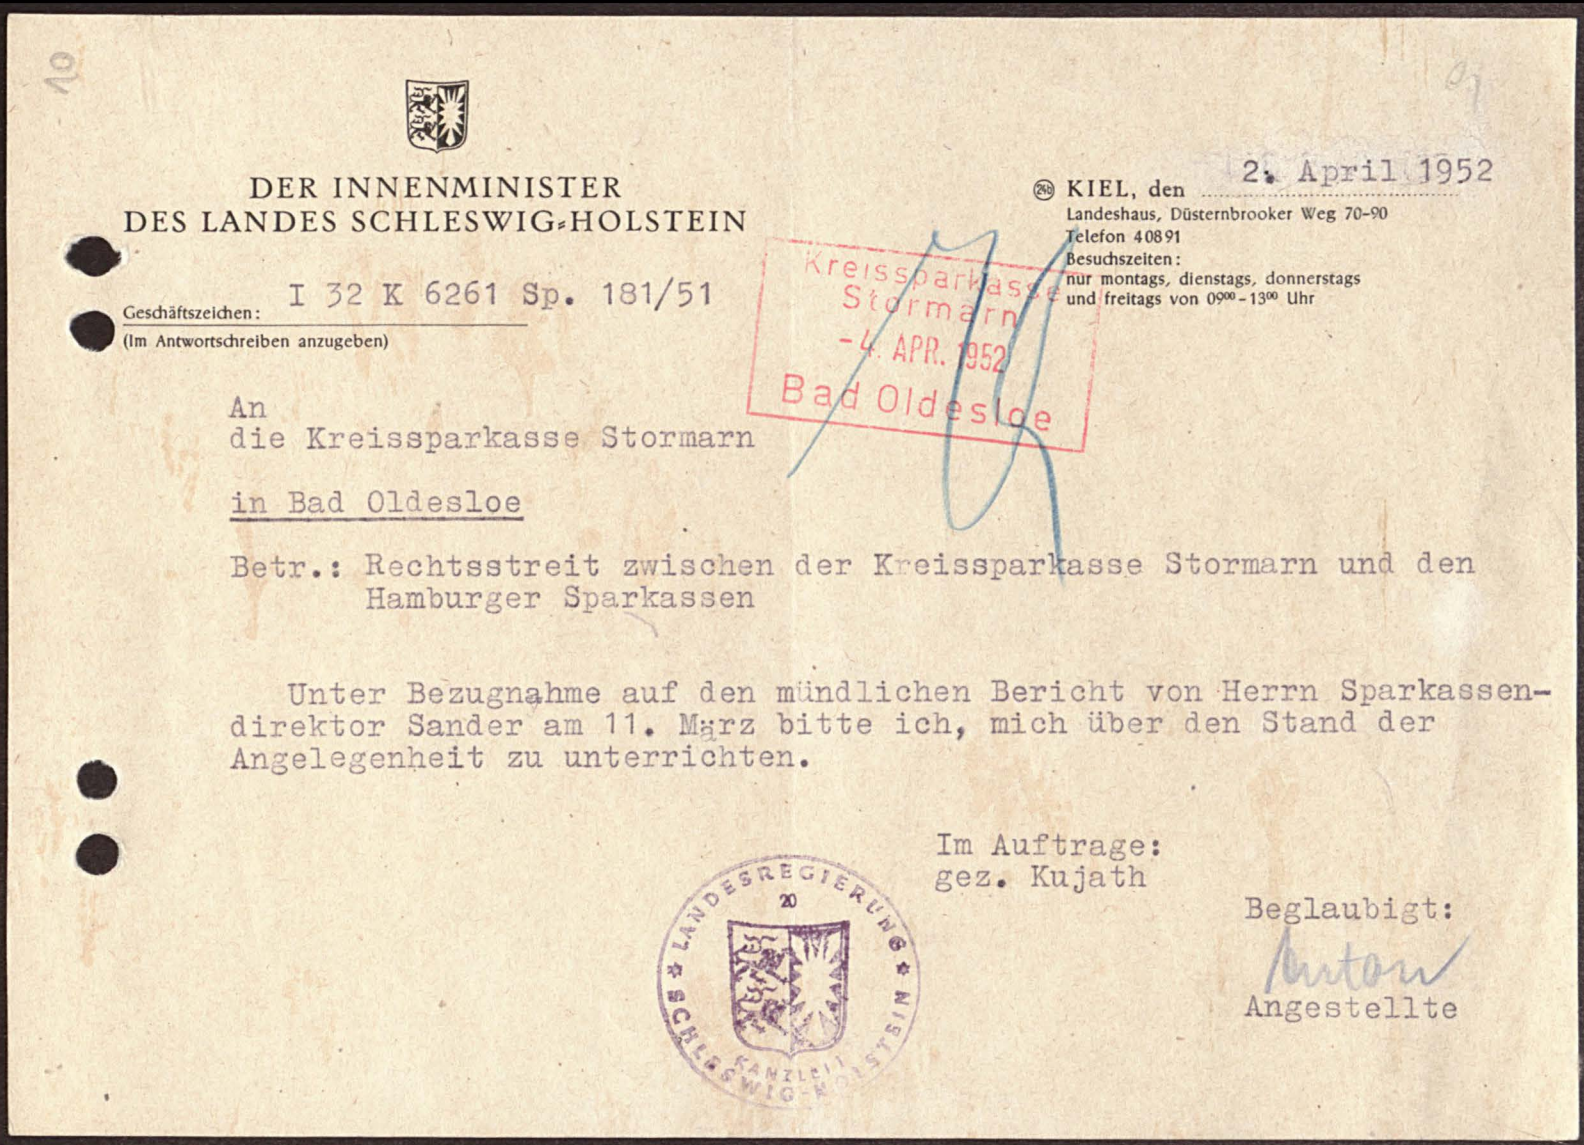 10
DER INNENMINISTER
DES LANDES SCHLESWIG-HOLSTEIN
24b KIEL, den 2. April 1952
Landeshaus, Düsternbrooker Weg 70-90
Telefon 40891
Besuchszeiten:
nur montags, dienstags, donnerstags
und freitags von 09⁰⁰-13⁰⁰ Uhr
Geschäftszeichen: I 32 K 6261 Sp. 181/51
(Im Antwortschreiben anzugeben)
Kreissparkasse
Stormarn
-4. APR. 1952
Bad Oldesloe
An
die Kreissparkasse Stormarn
in Bad Oldesloe
Betr.: Rechtsstreit zwischen der Kreissparkasse Stormarn und den
Hamburger Sparkassen
Unter Bezugnahme auf den mündlichen Bericht von Herrn Sparkassen-
direktor Sander am 11. März bitte ich, mich über den Stand der
Angelegenheit zu unterrichten.
Im Auftrage:
gez. Kujath
Beglaubigt:
Anton
Angestellte
LANDESREGIERUNG
20
KANZLEI
SCHLESWIG-HOLSTEIN